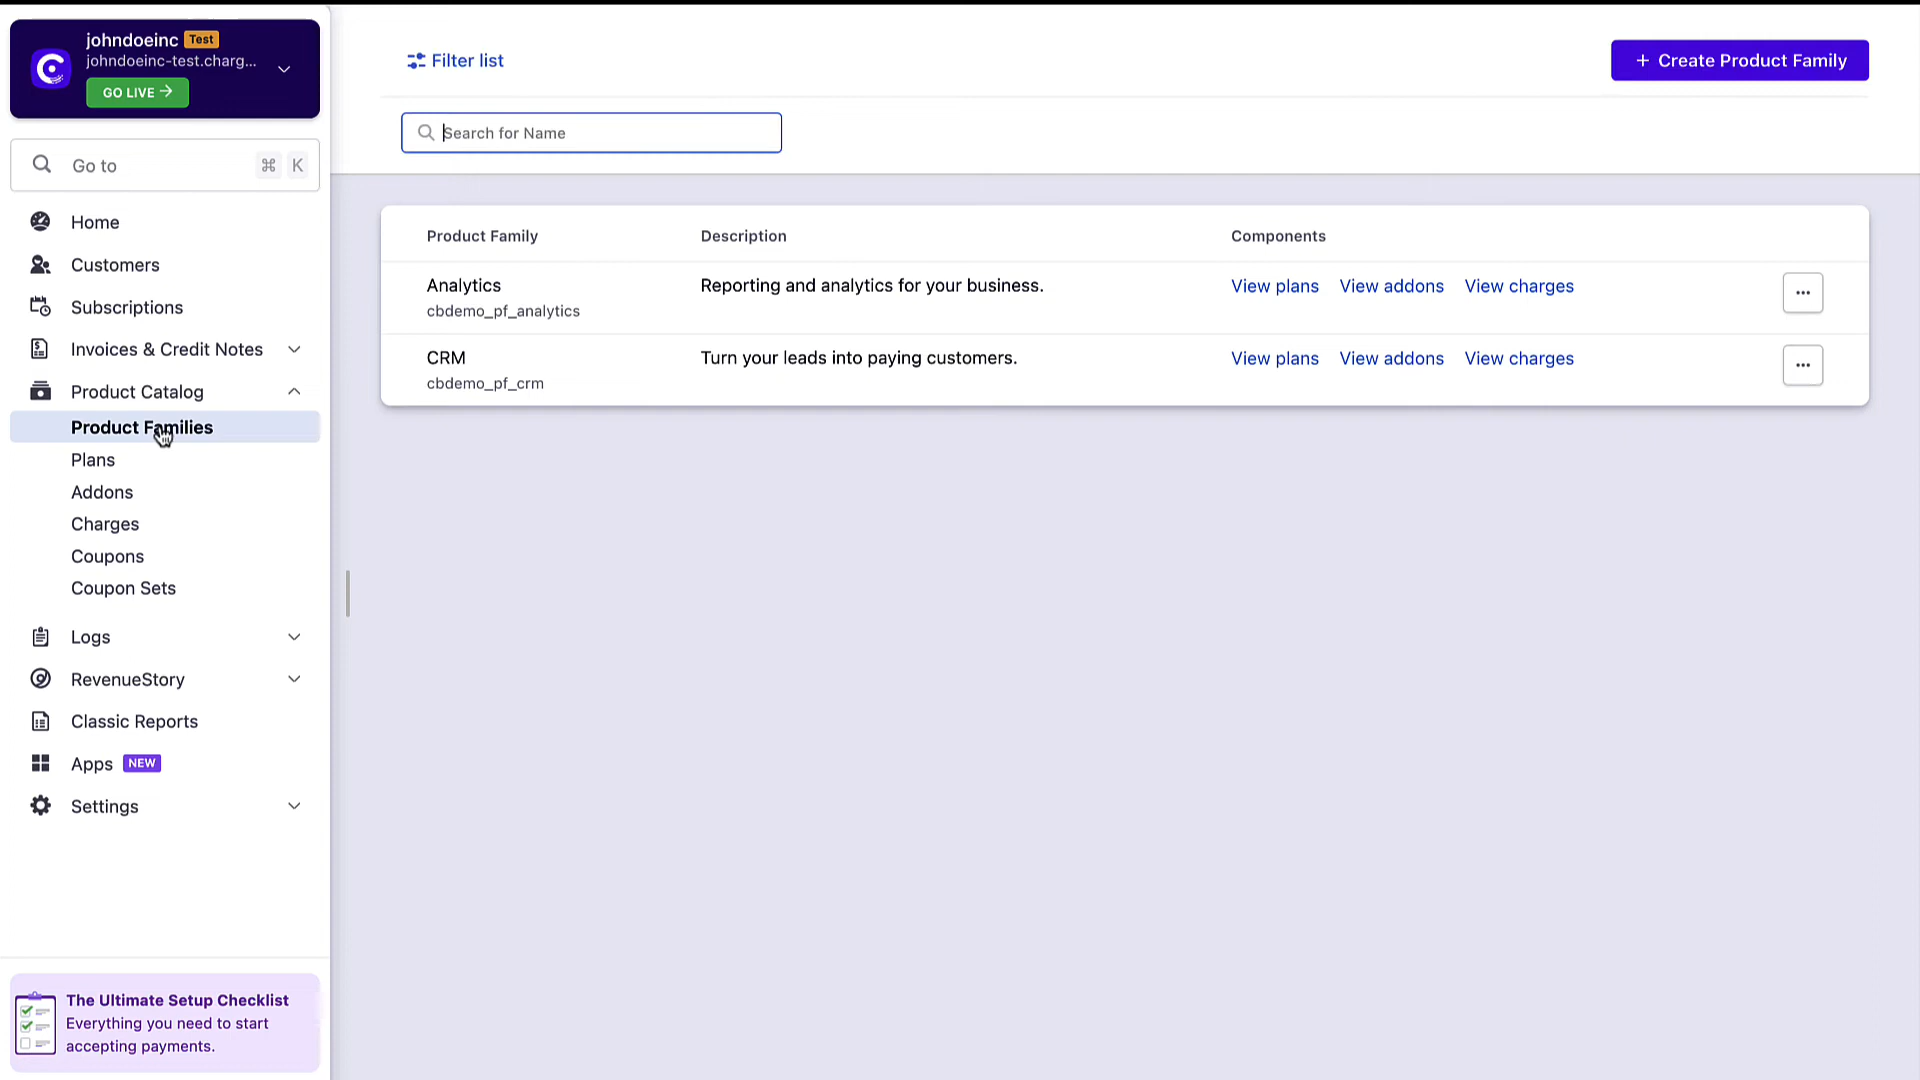 johndoeinc Test
johndoeinc-test.charg...
GO LIVE →
Go to ⌘ K
Home
Customers
Subscriptions
Invoices & Credit Notes
Product Catalog
Product Families
Plans
Addons
Charges
Coupons
Coupon Sets
Logs
RevenueStory
Classic Reports
Apps NEW
Settings
The Ultimate Setup Checklist
Everything you need to start
accepting payments.
Filter list
+ Create Product Family
Search for Name
Product Family Description Components
Analytics Reporting and analytics for your business. View plans View addons View charges
cbdemo_pf_analytics
CRM Turn your leads into paying customers. View plans View addons View charges
cbdemo_pf_crm